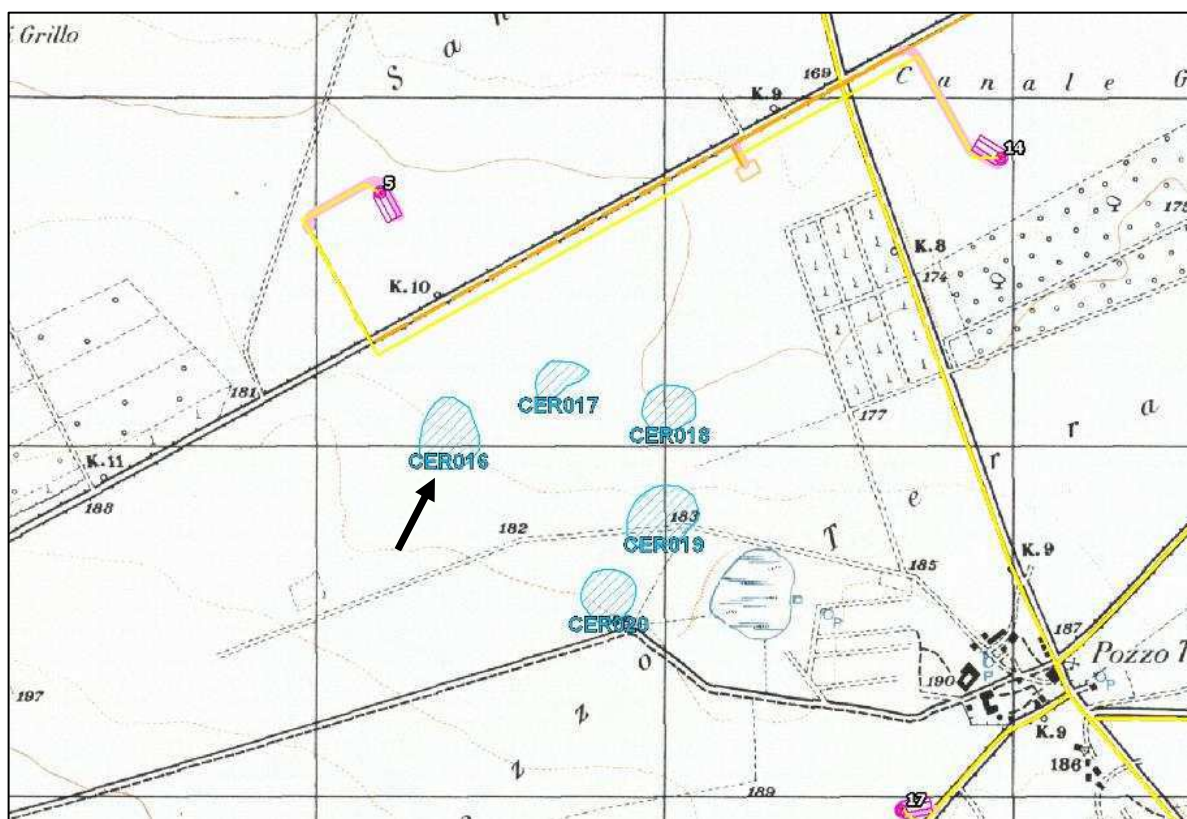 Grillo
S a n
169
C a n a l e G
K.9
14
5
175
K.8
174
K.10
181
CER017
177
a
CER018
r
CER016
K.11
r
188
e
183
182
CER019
T
K.9
185
CER020
187
P
o
Pozzo T
P
P
190
197
z
K.9
z
186
189
17